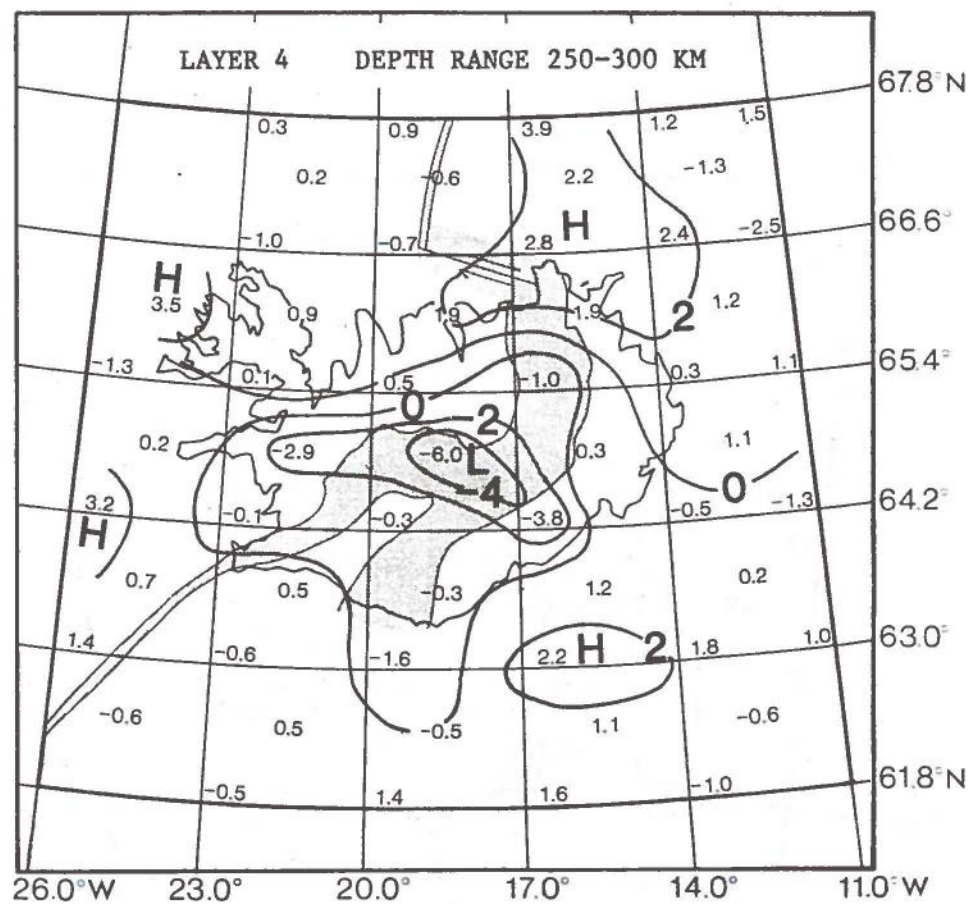 LAYER 4 DEPTH RANGE 250-300 KM
67.8°N
0.3 0.9 3.9 1.2 1.5
0.2 -0.6 2.2 -1.3
66.6°
-1.0 -0.7 2.8 H 2.4 -2.5
H
3.5 0.9 1.9 1.9 2 1.2
65.4°
-1.3 0.1 0.5 -1.0 0.3 1.1
0 -2
0.2 -2.9 -6.0 L 0.3 1.1
-4 0
64.2°
3.2 -0.1 -0.3 -3.8 -0.5 -1.3
H
0.7 0.5 -0.3 1.2 0.2
63.0°
1.4 -0.6 -1.6 2.2 H 2 1.8 1.0
-0.6 0.5 -0.5 1.1 -0.6
61.8°N
-0.5 1.4 1.6 -1.0
26.0°W 23.0° 20.0° 17.0° 14.0° 11.0°W